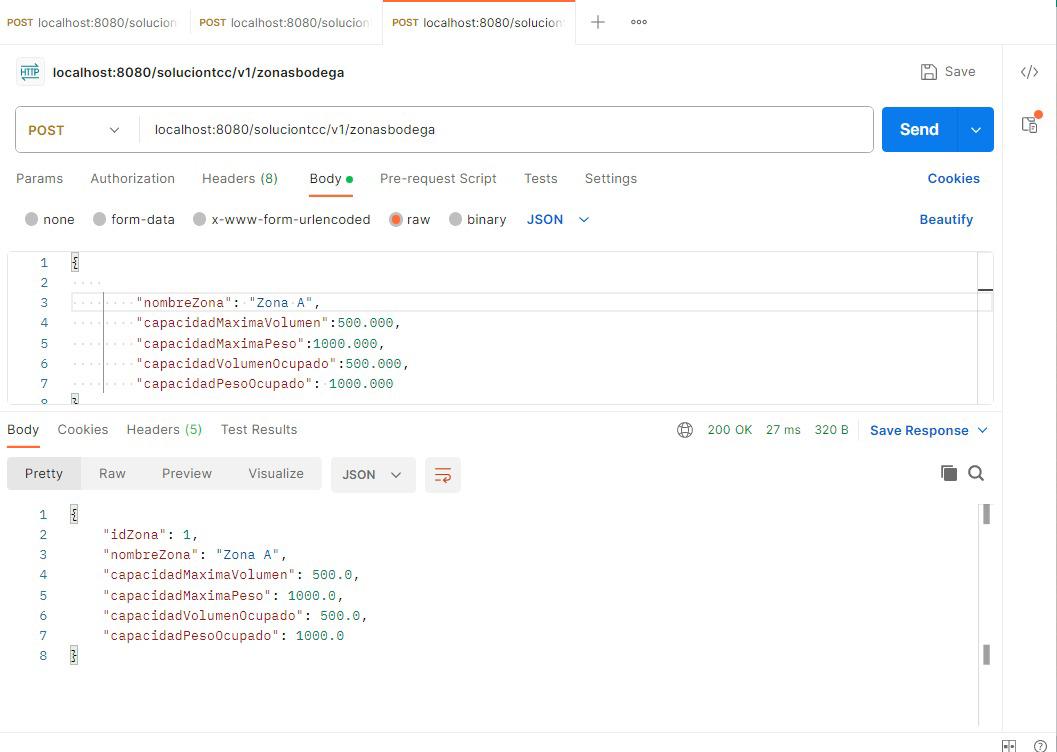 POST localhost:8080/solucion
POST localhost:8080/solucion
POST localhost:8080/solucion
HTTP localhost:8080/soluciontcc/v1/zonasbodega
Save
POST localhost:8080/soluciontcc/v1/zonasbodega
Send
Params Authorization Headers (8) Body Pre-request Script Tests Settings Cookies
none form-data x-www-form-urlencoded raw binary JSON Beautify
1 {
2
3 "nombreZona": "Zona A",
4 "capacidadMaximaVolumen":500.000,
5 "capacidadMaximaPeso":1000.000,
6 "capacidadVolumenOcupado":500.000,
7 "capacidadPesoOcupado": 1000.000
8 }
Body Cookies Headers (5) Test Results 200 OK 27 ms 320 B Save Response
Pretty Raw Preview Visualize JSON
1 {
2 "idZona": 1,
3 "nombreZona": "Zona A",
4 "capacidadMaximaVolumen": 500.0,
5 "capacidadMaximaPeso": 1000.0,
6 "capacidadVolumenOcupado": 500.0,
7 "capacidadPesoOcupado": 1000.0
8 }